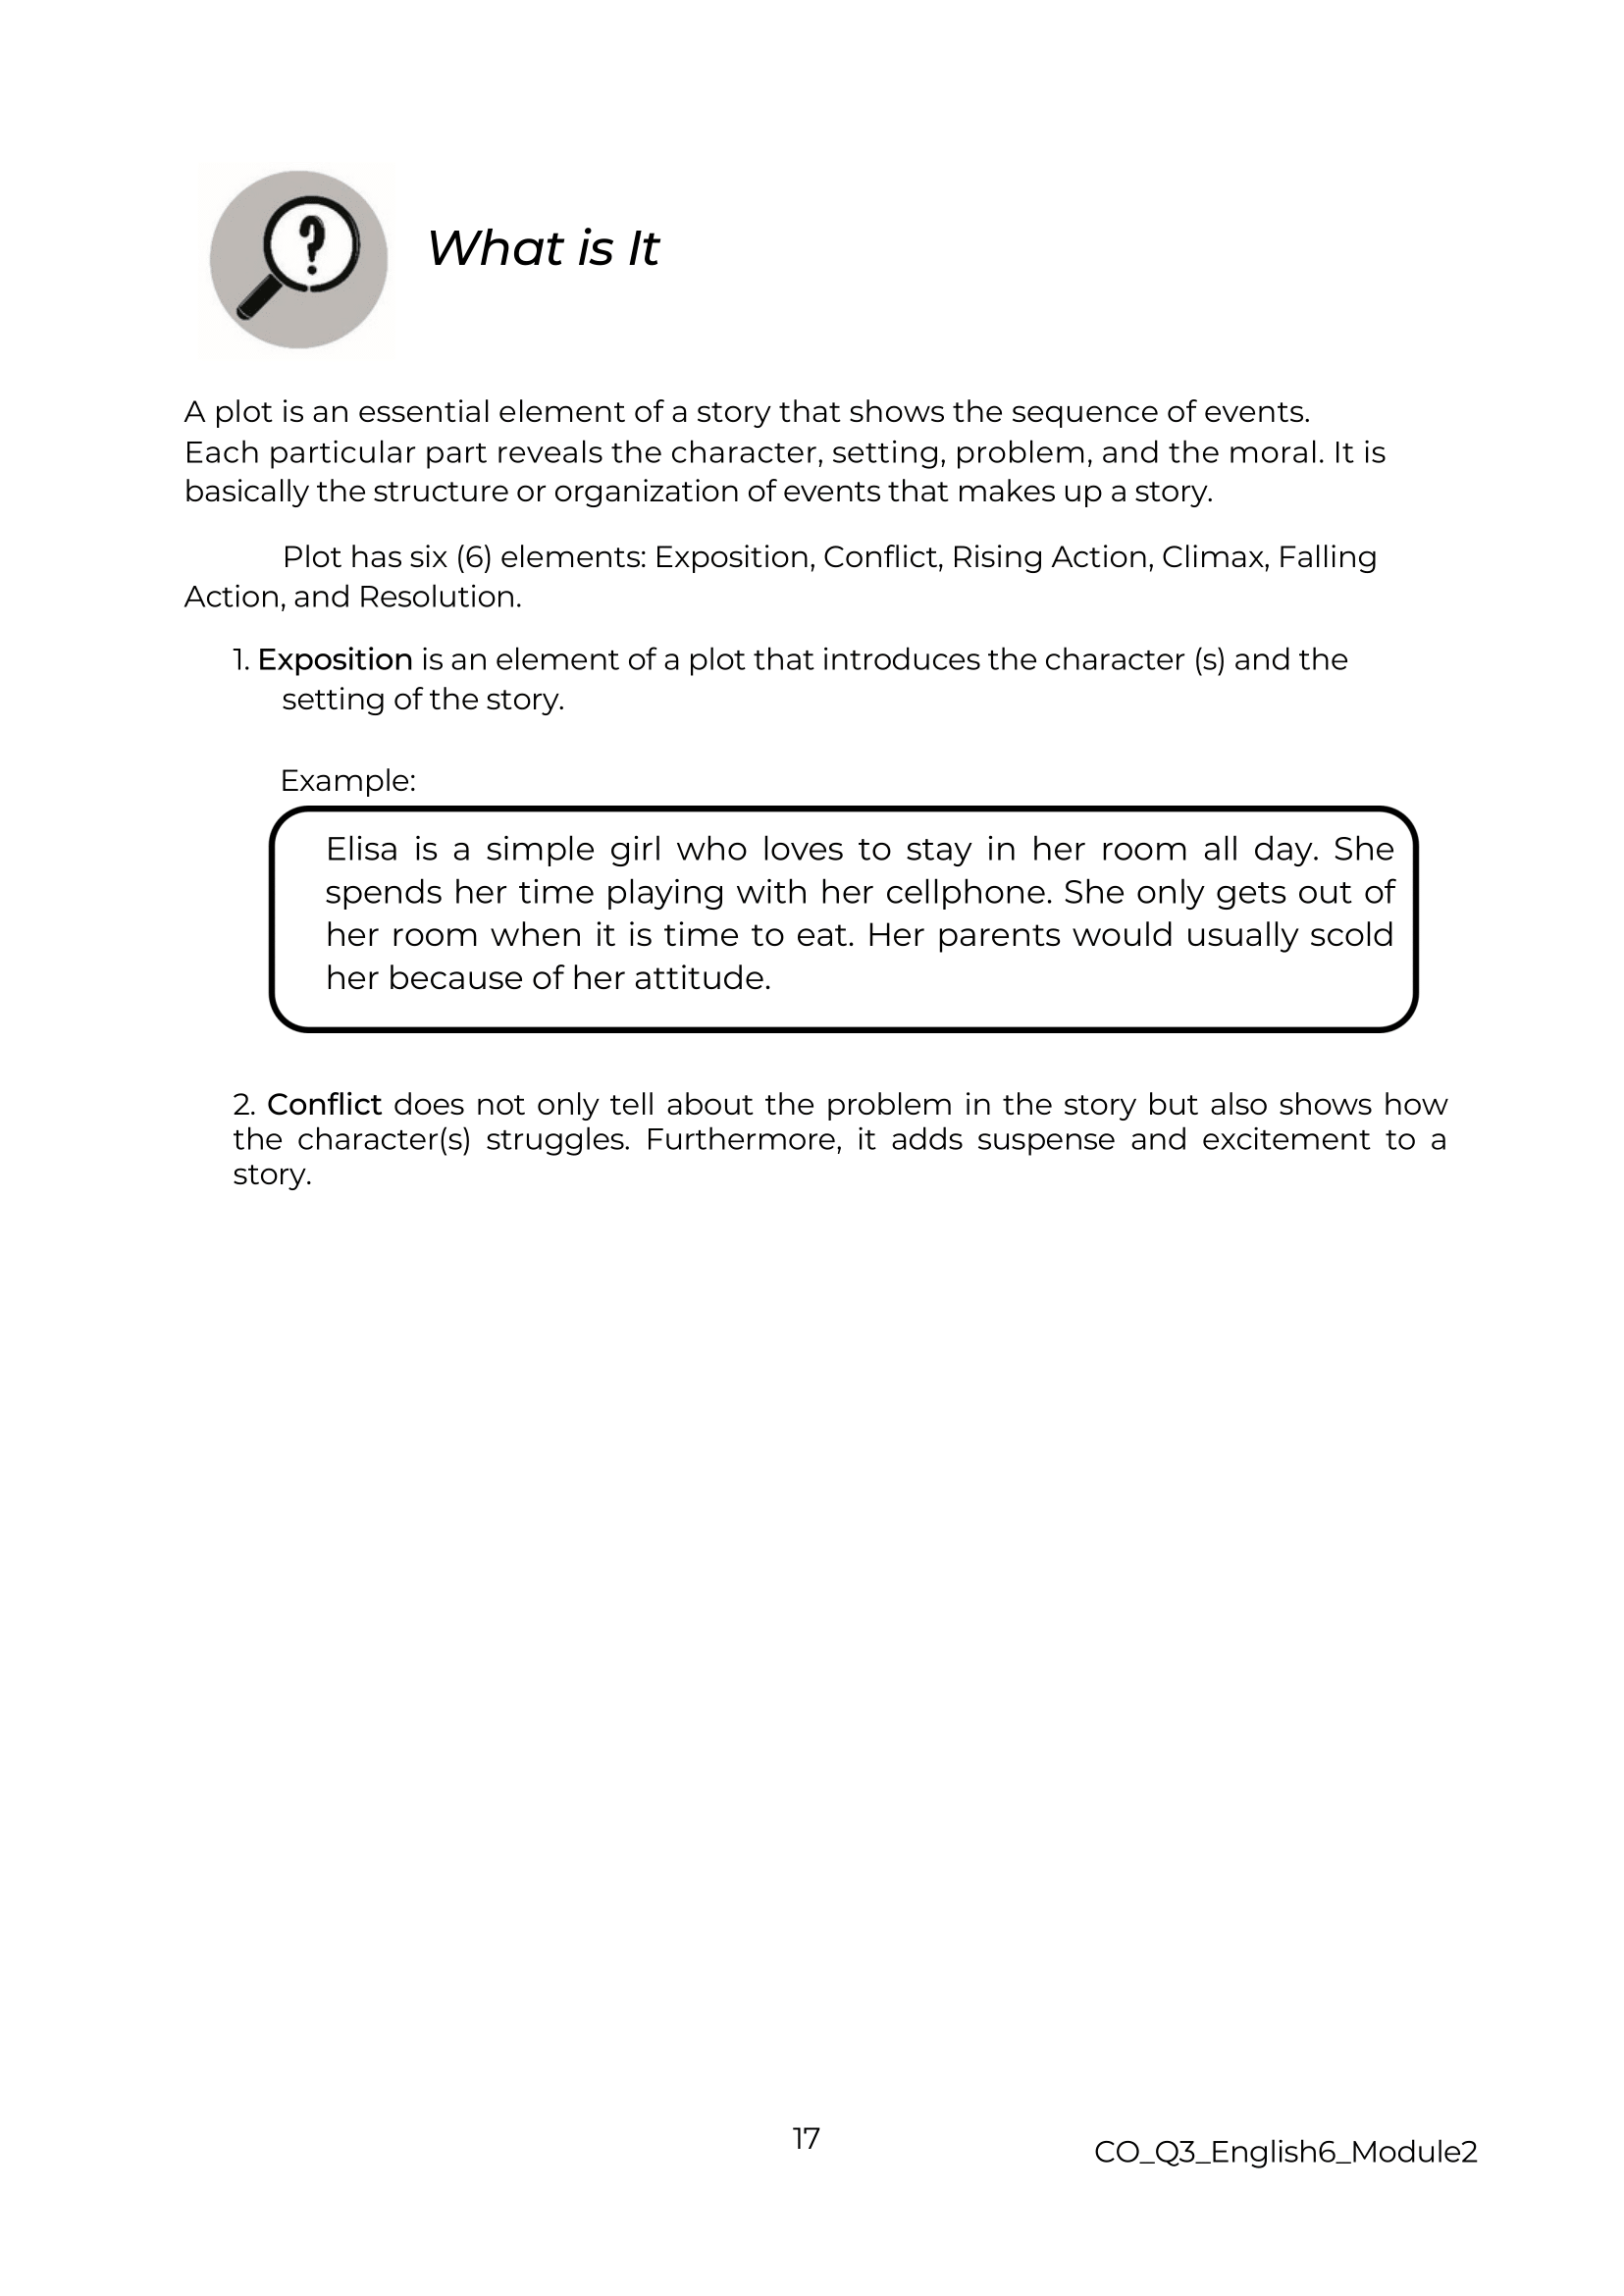 ?
What is It
A plot is an essential element of a story that shows the sequence of events.
Each particular part reveals the character, setting, problem, and the moral. It is
basically the structure or organization of events that makes up a story.
Plot has six (6) elements: Exposition, Conflict, Rising Action, Climax, Falling
Action, and Resolution.
1. Exposition is an element of a plot that introduces the character (s) and the
setting of the story.
Example:
Elisa is a simple girl who loves to stay in her room all day. She
spends her time playing with her cellphone. She only gets out of
her room when it is time to eat. Her parents would usually scold
her because of her attitude.
2. Conflict does not only tell about the problem in the story but also shows how
the character(s) struggles. Furthermore, it adds suspense and excitement to a
story.
17
CO_Q3_English6_Module2